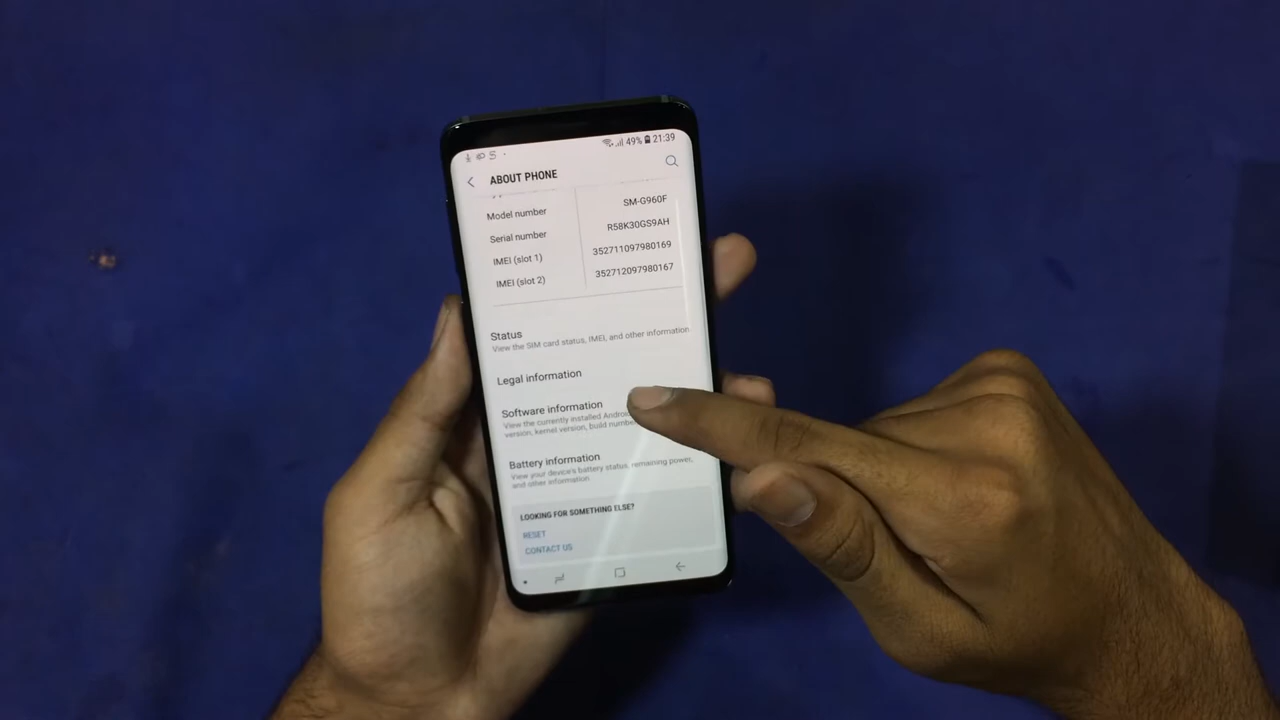 49% 21:39
ABOUT PHONE
Model number SM-G960F
Serial number R58K30GS9AH
IMEI (slot 1) 352711097980169
IMEI (slot 2) 352712097980167
Status
View the SIM card status, IMEI, and other information
Legal information
Software information
View the currently installed Android
version, kernel version, build number
Battery information
View your device's battery status, remaining power,
and other information
LOOKING FOR SOMETHING ELSE?
RESET
CONTACT US